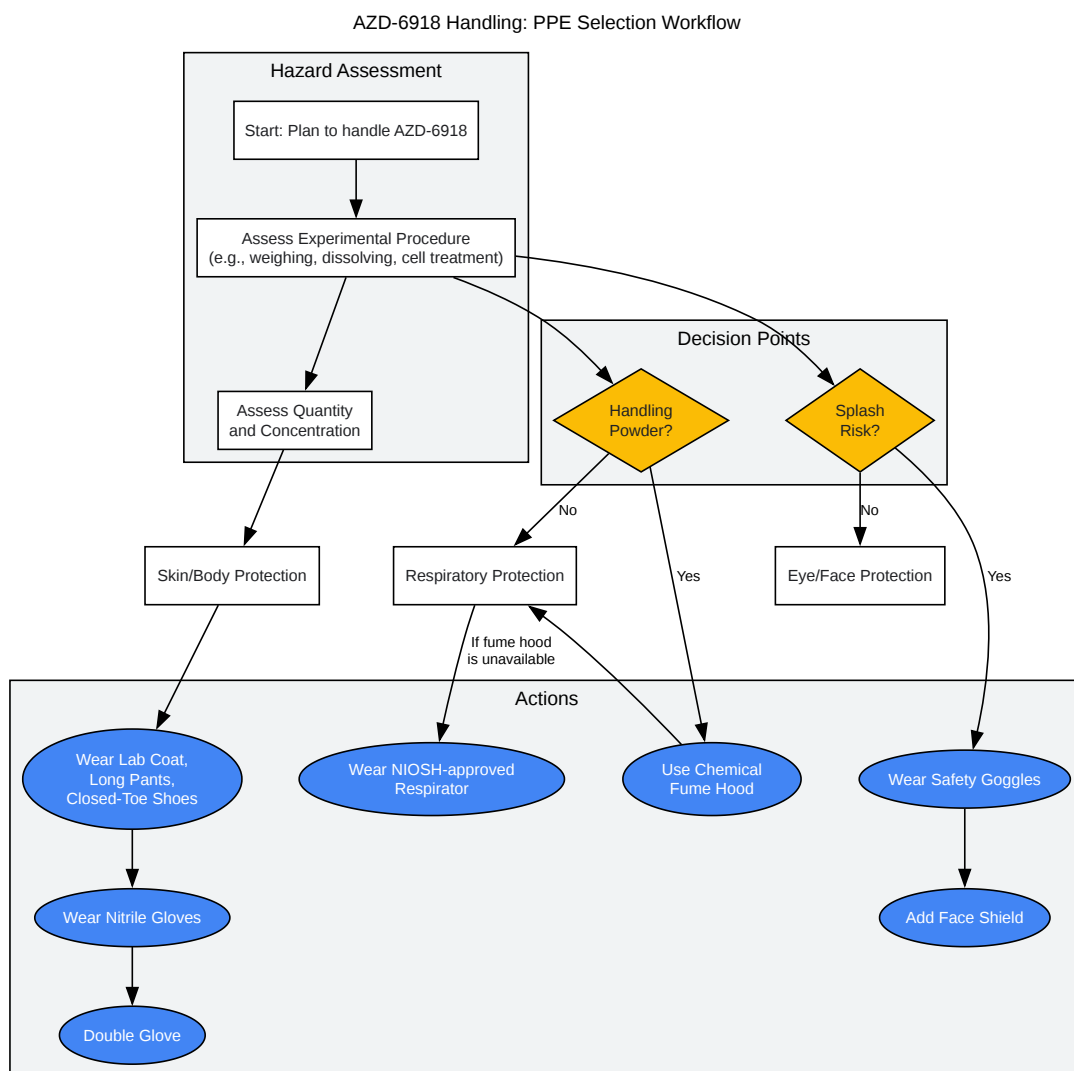 AZD-6918 Handling: PPE Selection Workflow
Hazard Assessment
Start: Plan to handle AZD-6918
Assess Experimental Procedure
(e.g., weighing, dissolving, cell treatment)
Decision Points
Assess Quantity
and Concentration
Handling
Powder?
Splash
Risk?
No
No
Skin/Body Protection
Respiratory Protection
Yes
Eye/Face Protection
Yes
If fume hood
is unavailable
Actions
Wear Lab Coat,
Long Pants,
Closed-Toe Shoes
Wear NIOSH-approved
Respirator
Use Chemical
Fume Hood
Wear Safety Goggles
Wear Nitrile Gloves
Add Face Shield
Double Glove